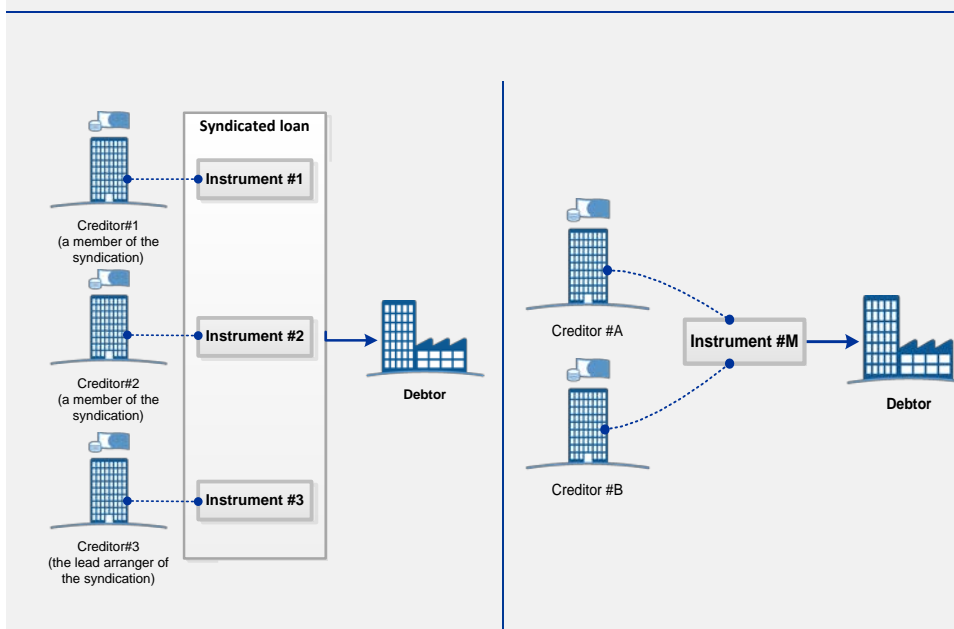 Syndicated loan
Instrument #1
Creditor#1
(a member of the
syndication)
Instrument #2
Creditor#2
(a member of the
syndication)
Instrument #3
Creditor#3
(the lead arranger of
the syndication)
Debtor
Creditor #A
Instrument #M
Creditor #B
Debtor